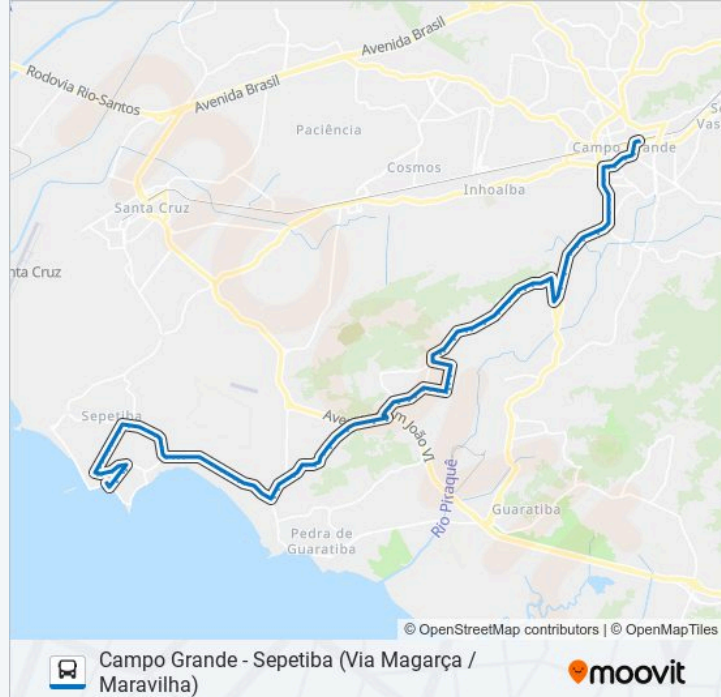 Avenida Brasil
Rodovia Rio-Santos
Avenida Brasil
Paciência
Campo Grande
Cosmos
Inhoaíba
Santa Cruz
nta Cruz
Sepetiba
Ave
m João VI
Rio Piraquê
Guaratiba
Pedra de
Guaratiba
© OpenStreetMap contributors | © OpenMapTiles
Campo Grande - Sepetiba (Via Magarça /
Maravilha)
moovit